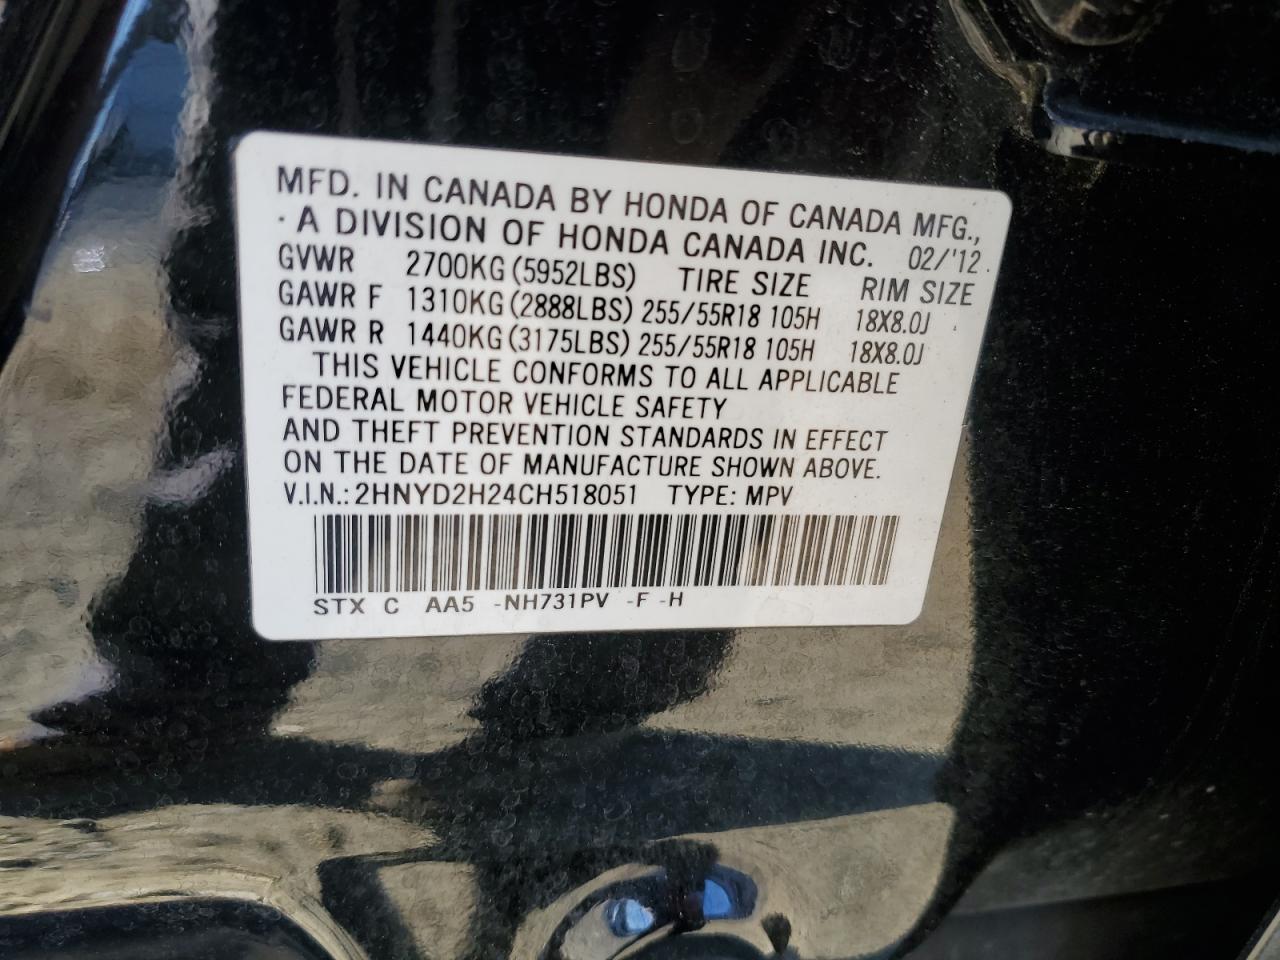 MFD. IN CANADA BY HONDA OF CANADA MFG.,
· A DIVISION OF HONDA CANADA INC. 02/'12
GVWR 2700KG (5952LBS) TIRE SIZE RIM SIZE
GAWR F 1310KG (2888LBS) 255/55R18 105H 18X8.0J
GAWR R 1440KG (3175LBS) 255/55R18 105H 18X8.0J
THIS VEHICLE CONFORMS TO ALL APPLICABLE
FEDERAL MOTOR VEHICLE SAFETY
AND THEFT PREVENTION STANDARDS IN EFFECT
ON THE DATE OF MANUFACTURE SHOWN ABOVE.
V.I.N.: 2HNYD2H24CH518051 TYPE: MPV
STX C AA5 -NH731PV -F -H